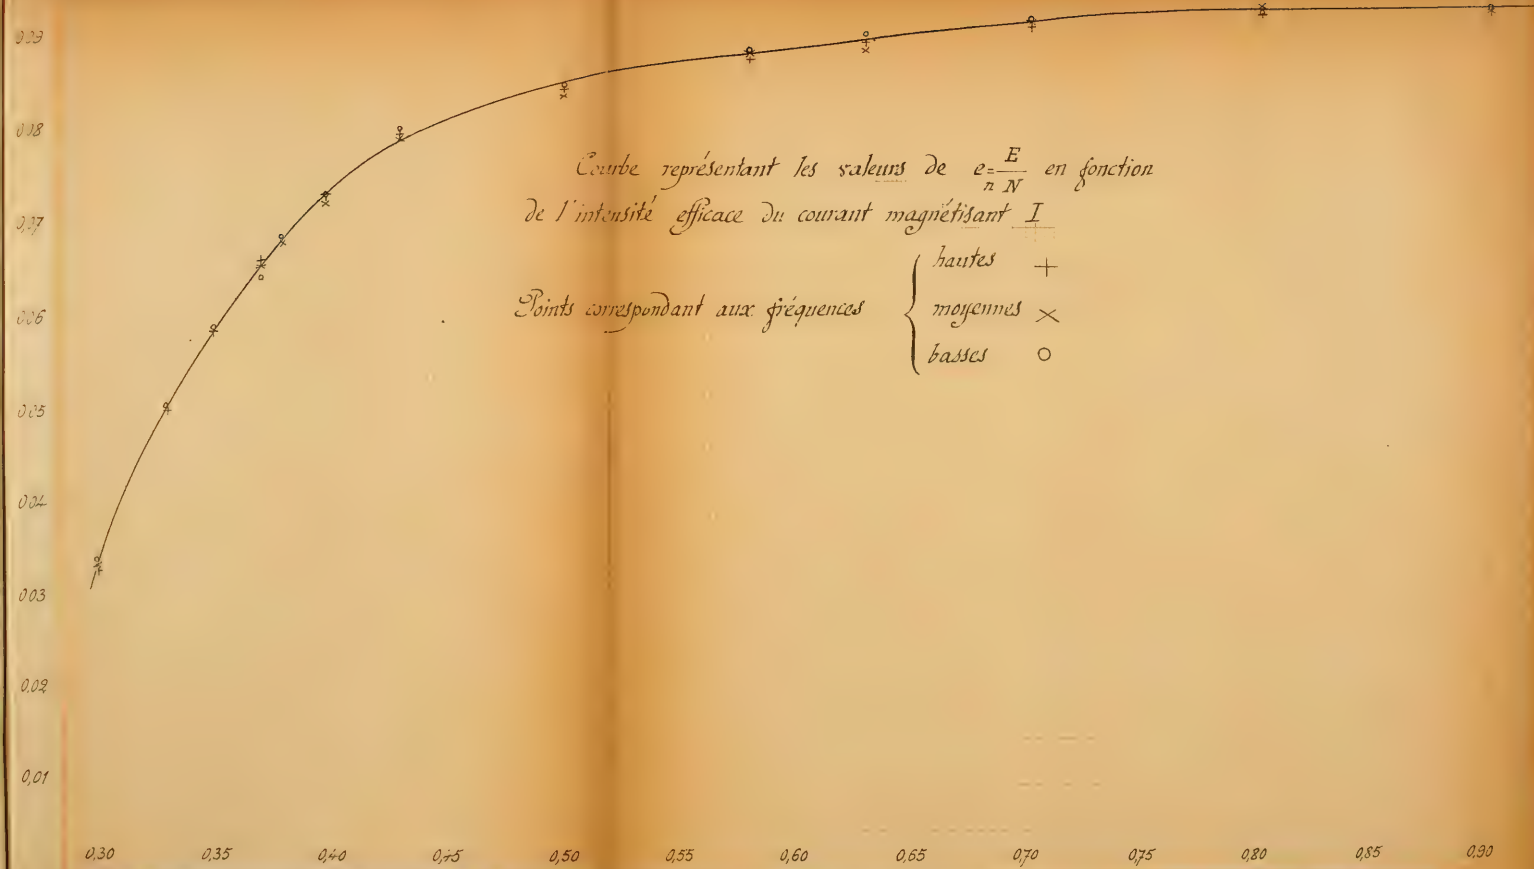 0,09
0,08
Courbe représentant les valeurs de e = E/nN en fonction
de l'intensité efficace du courant magnétisant I
0,07
hautes +
Points correspondant aux fréquences { moyennes ×
basses o
0,06
0,05
0,04
0,03
0,02
0,01
0,30 0,35 0,40 0,45 0,50 0,55 0,60 0,65 0,70 0,75 0,80 0,85 0,90